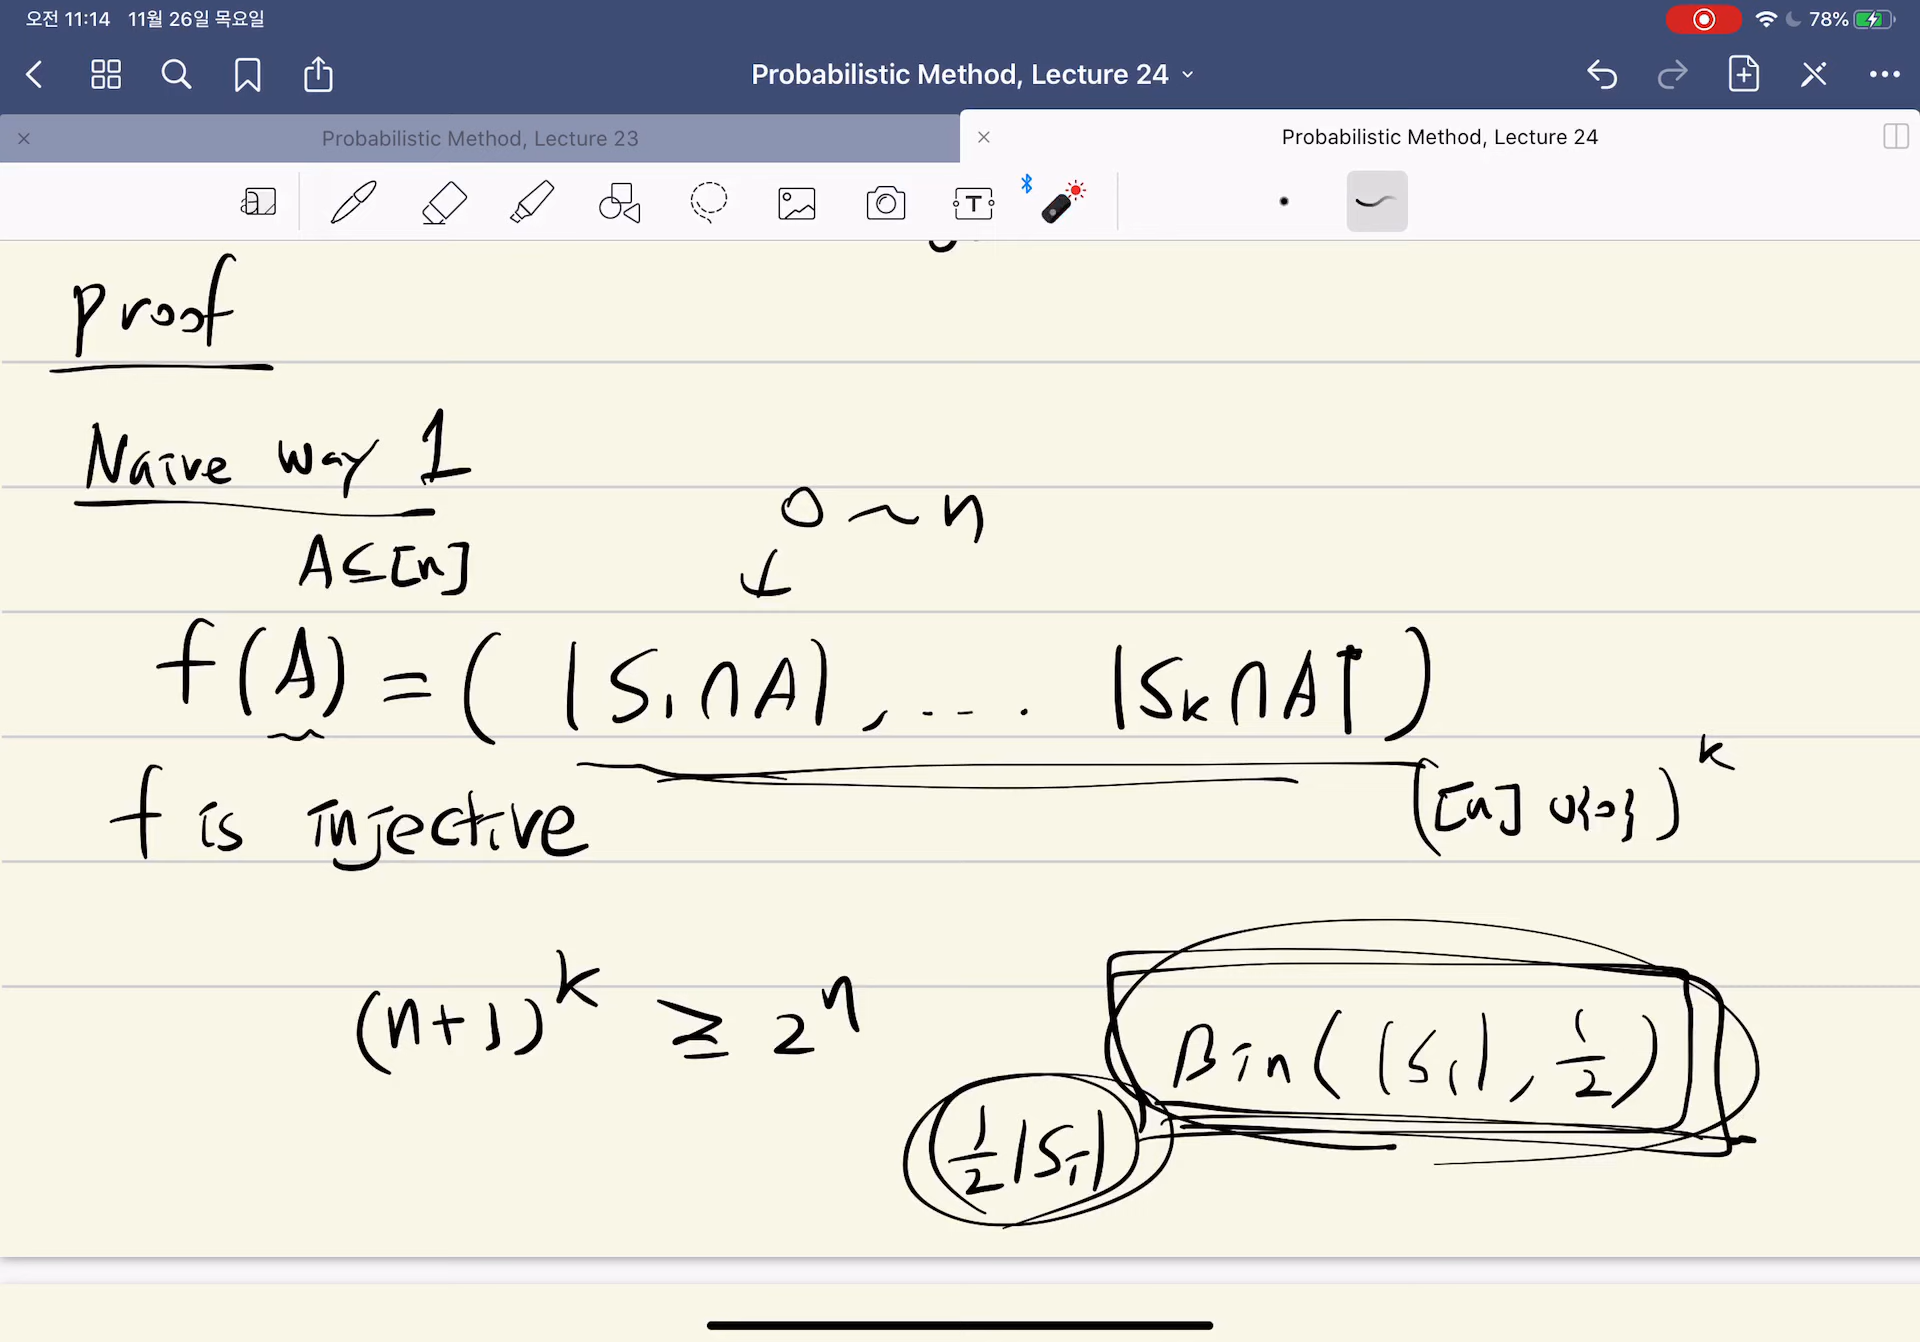 오전 11:14 11월 26일 목요일 78%
Probabilistic Method, Lecture 24
Probabilistic Method, Lecture 23
Probabilistic Method, Lecture 24
Proof
Naive way 1
0 ~ n
A ⊆ [n]
↓
f(A) = ( |S₁∩A|, .... |Sₖ∩A| )
f is injective
([n] ∪{0})^k
(n+1)^k ≥ 2^n
Bin(|Sᵢ|, 1/2)
1/2 |Sᵢ|